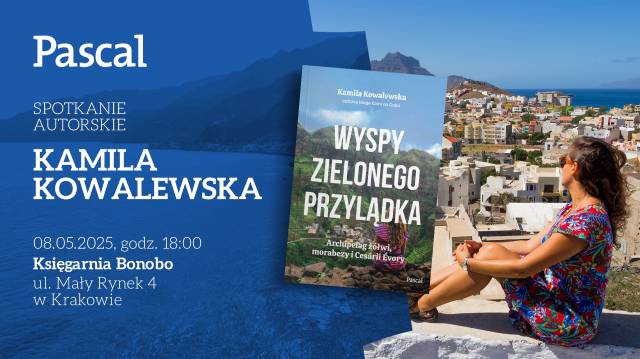 Pascal
SPOTKANIE
AUTORSKIE
KAMILA
KOWALEWSKA
08.05.2025, godz. 18:00
Księgarnia Bonobo
ul. Mały Rynek 4
w Krakowie
Kamila Kowalewska
WYSPY
ZIELONEGO
PRZYLĄDKA
Archipelag żółwi,
morabezy i Cesárii Évory
Pascal